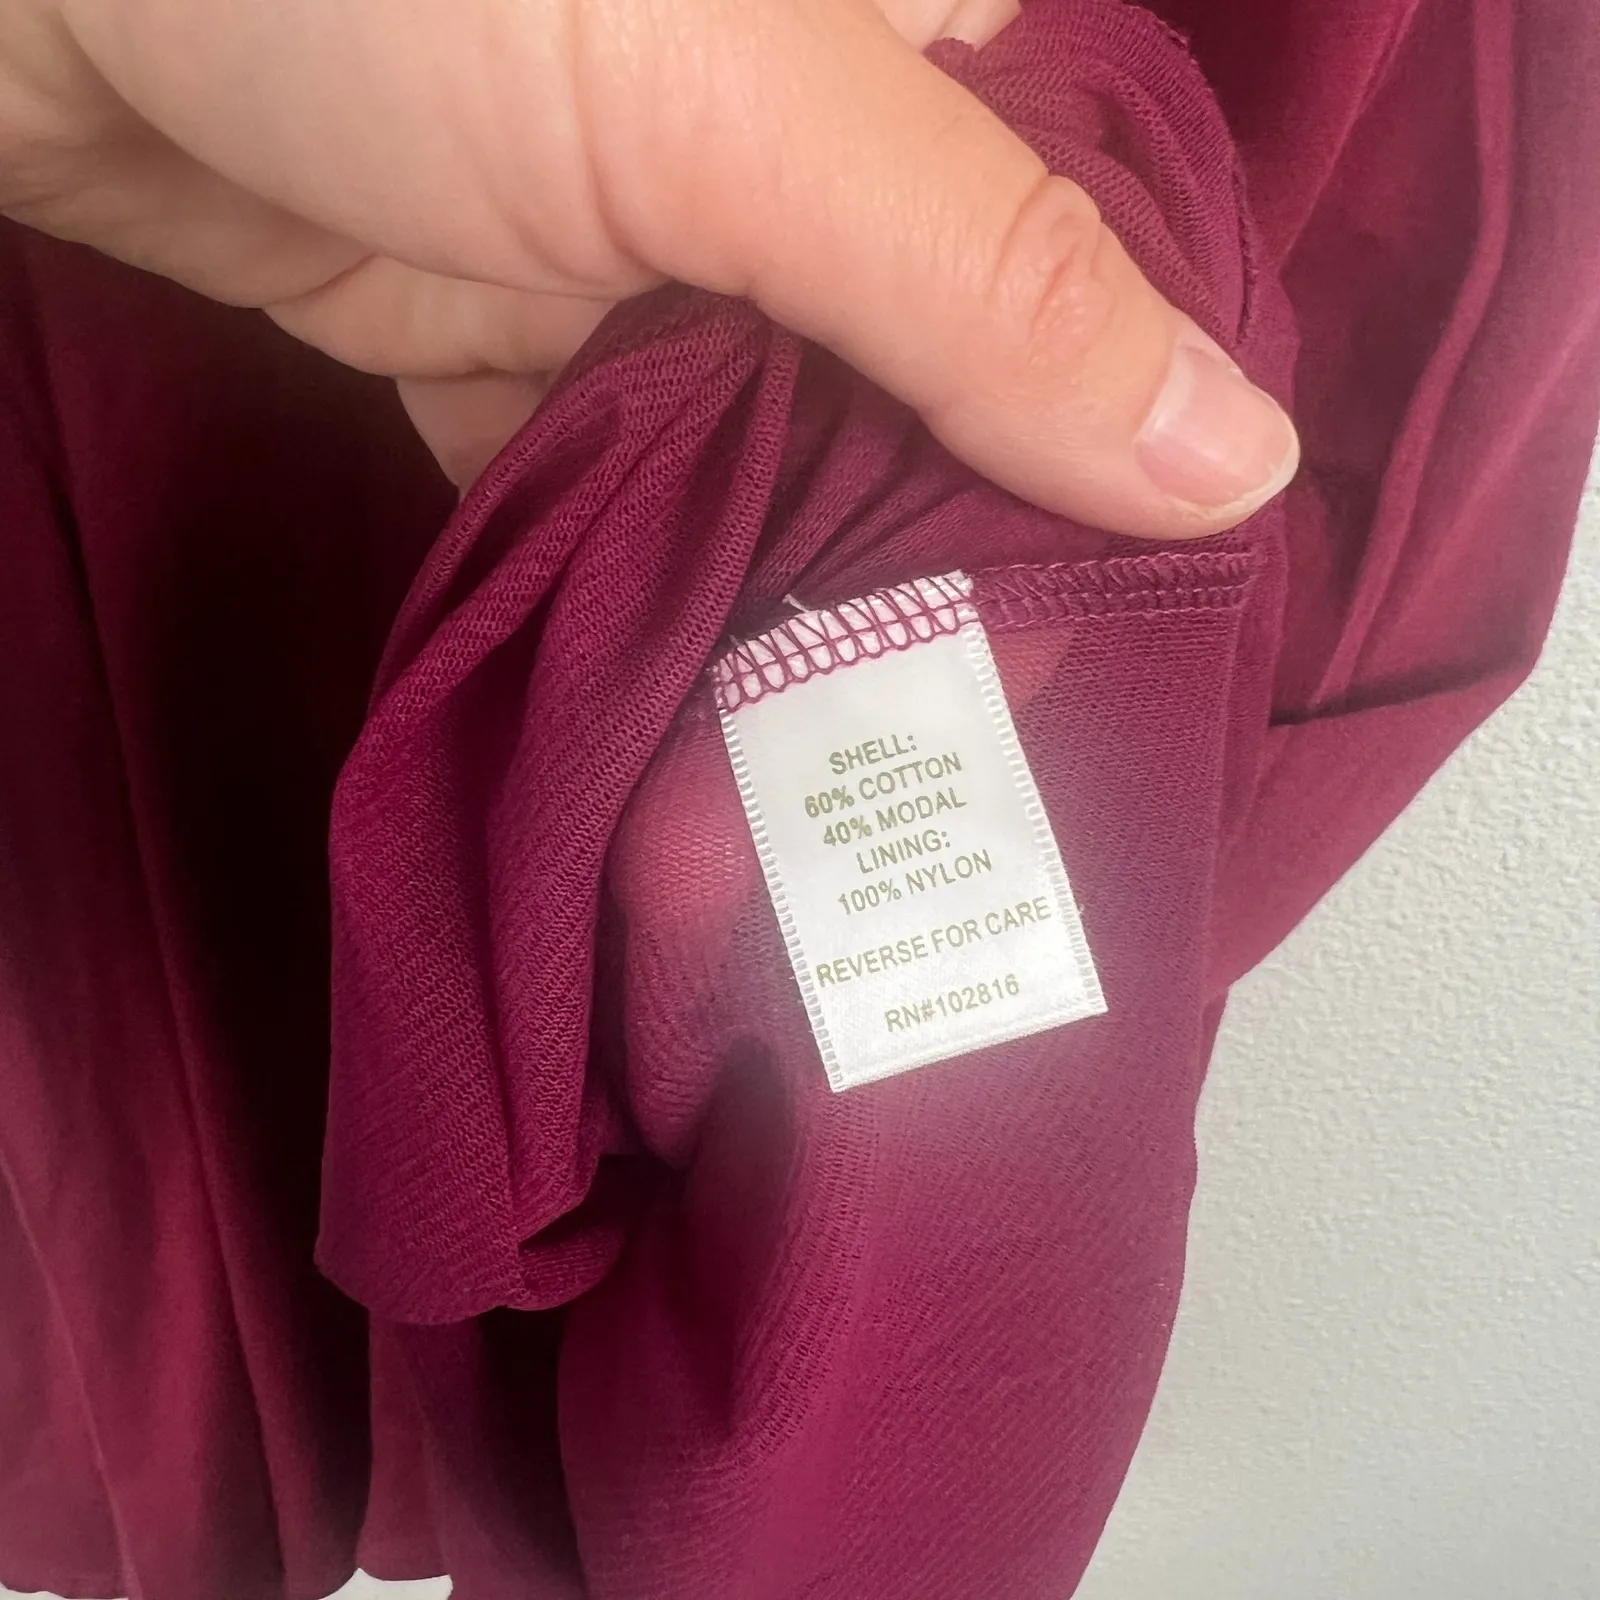 SHELL:
60% COTTON
40% MODAL
LINING:
100% NYLON
REVERSE FOR CARE
RN#102816